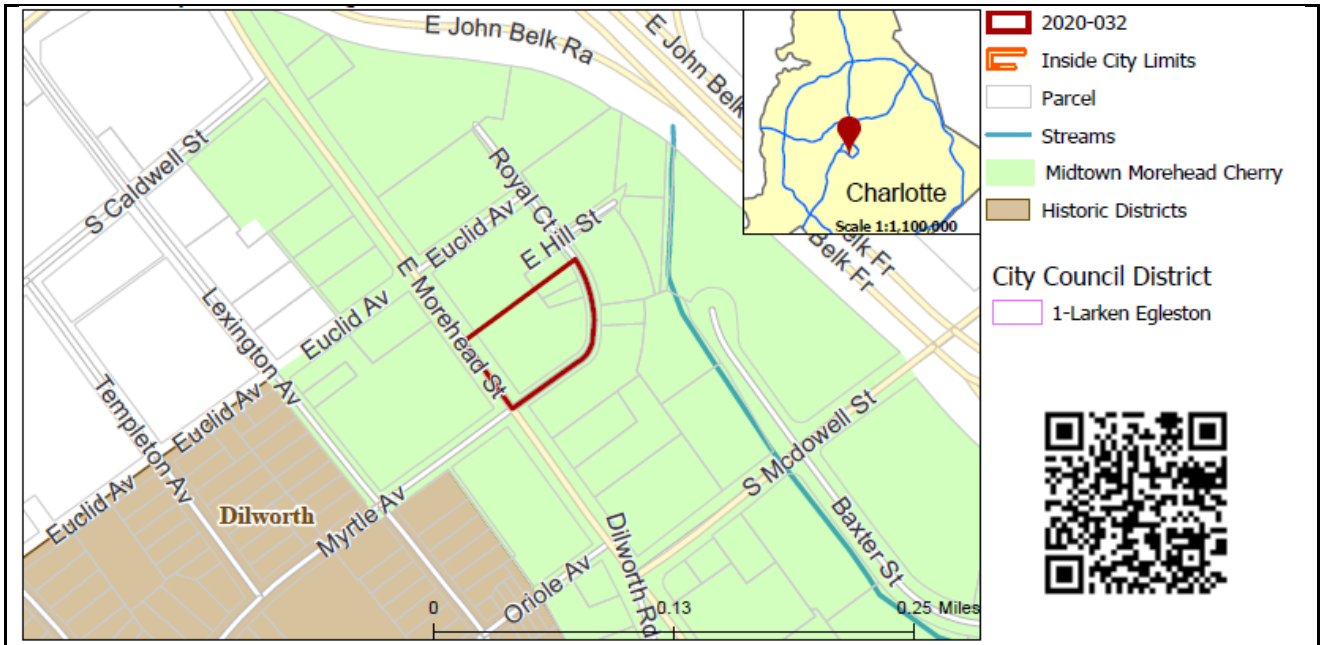 E John Belk Ra
E John Belk
S Caldwell St
Royal Ct
Euclid Av
E Hill St
E Morehead St
Euclid Av
Lexington Av
Templeton Av
Euclid Av
Euclid Av
Dilworth
Myrtle Av
Oriole Av
Dilworth Rd
S Mcdowell St
Baxter St
0
0.13
0.25 Miles
Charlotte
Scale 1:1,100,000
elk Fr
Belk Fr
2020-032
Inside City Limits
Parcel
Streams
Midtown Morehead Cherry
Historic Districts
City Council District
1-Larken Egleston